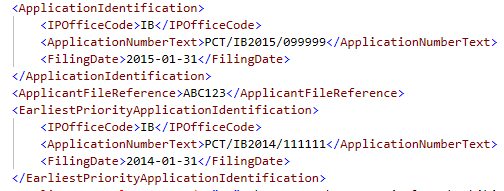 <ApplicationIdentification>
<IPOfficeCode>IB</IPOfficeCode>
<ApplicationNumberText>PCT/IB2015/099999</ApplicationNumberText>
<FilingDate>2015-01-31</FilingDate>
</ApplicationIdentification>
<ApplicantFileReference>ABC123</ApplicantFileReference>
<EarliestPriorityApplicationIdentification>
<IPOfficeCode>IB</IPOfficeCode>
<ApplicationNumberText>PCT/IB2014/111111</ApplicationNumberText>
<FilingDate>2014-01-31</FilingDate>
</EarliestPriorityApplicationIdentification>